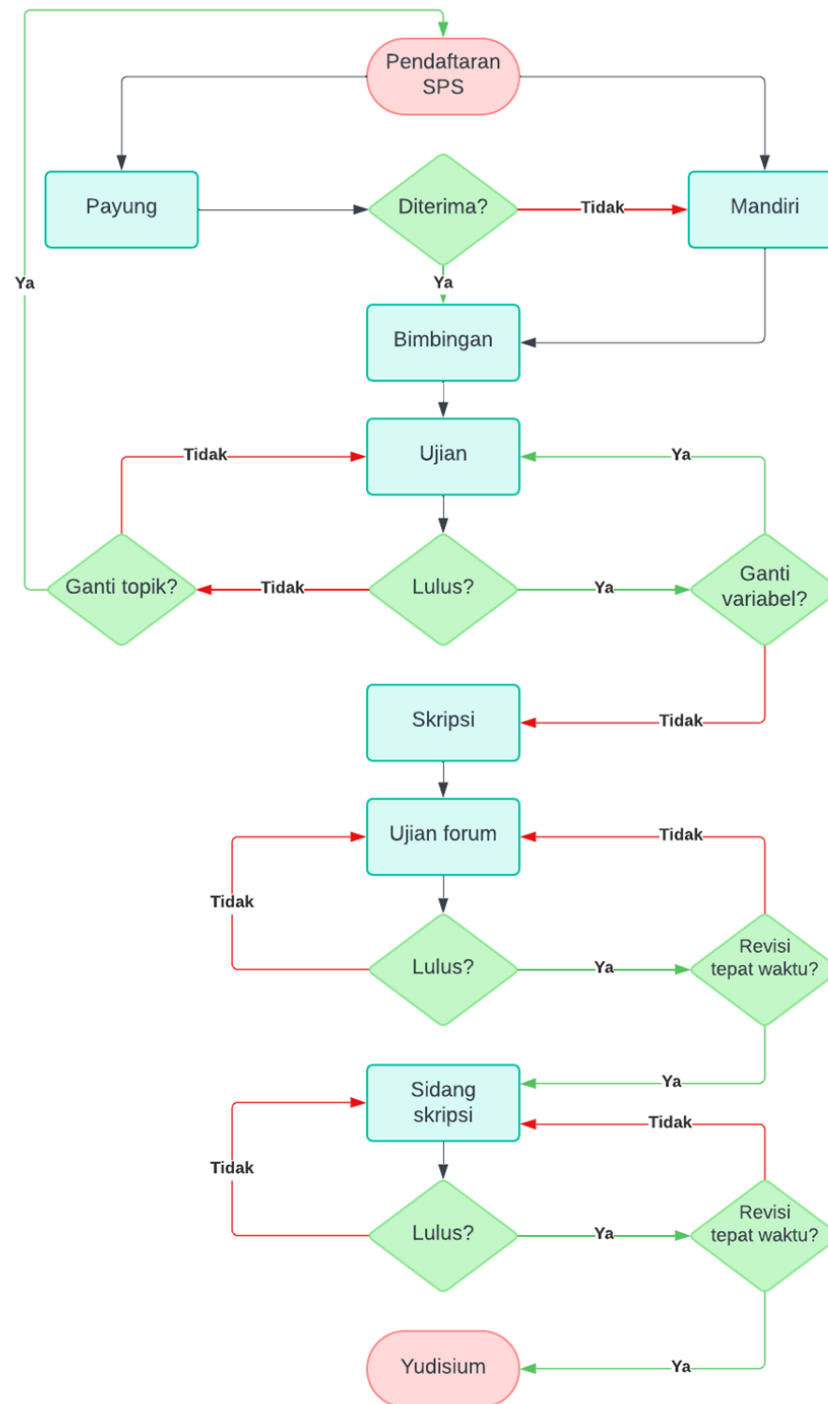 Pendaftaran
SPS
Payung
Diterima?
Tidak
Mandiri
Ya
Ya
Bimbingan
Tidak
Ujian
Ya
Ganti topik?
Tidak
Lulus?
Ya
Ganti
variabel?
Skripsi
Tidak
Ujian forum
Tidak
Tidak
Lulus?
Ya
Revisi
tepat waktu?
Ya
Sidang
skripsi
Tidak
Tidak
Lulus?
Ya
Revisi
tepat waktu?
Yudisium
Ya